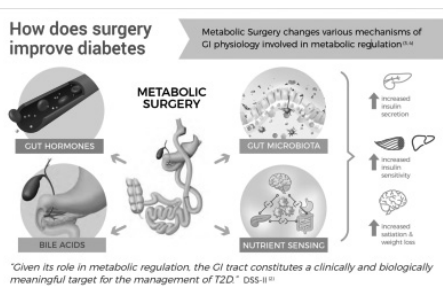 How does surgery
improve diabetes
Metabolic Surgery changes various mechanisms of
GI physiology involved in metabolic regulation
METABOLIC
SURGERY
GUT HORMONES
GUT MICROBIOTA
BILE ACIDS
NUTRIENT SENSING
Increased
insulin
secretion
Increased
insulin
sensitivity
Increased
satiation &
weight loss
"Given its role in metabolic regulation, the GI tract constitutes a clinically and biologically
meaningful target for the management of T2D." DSS-II (2)